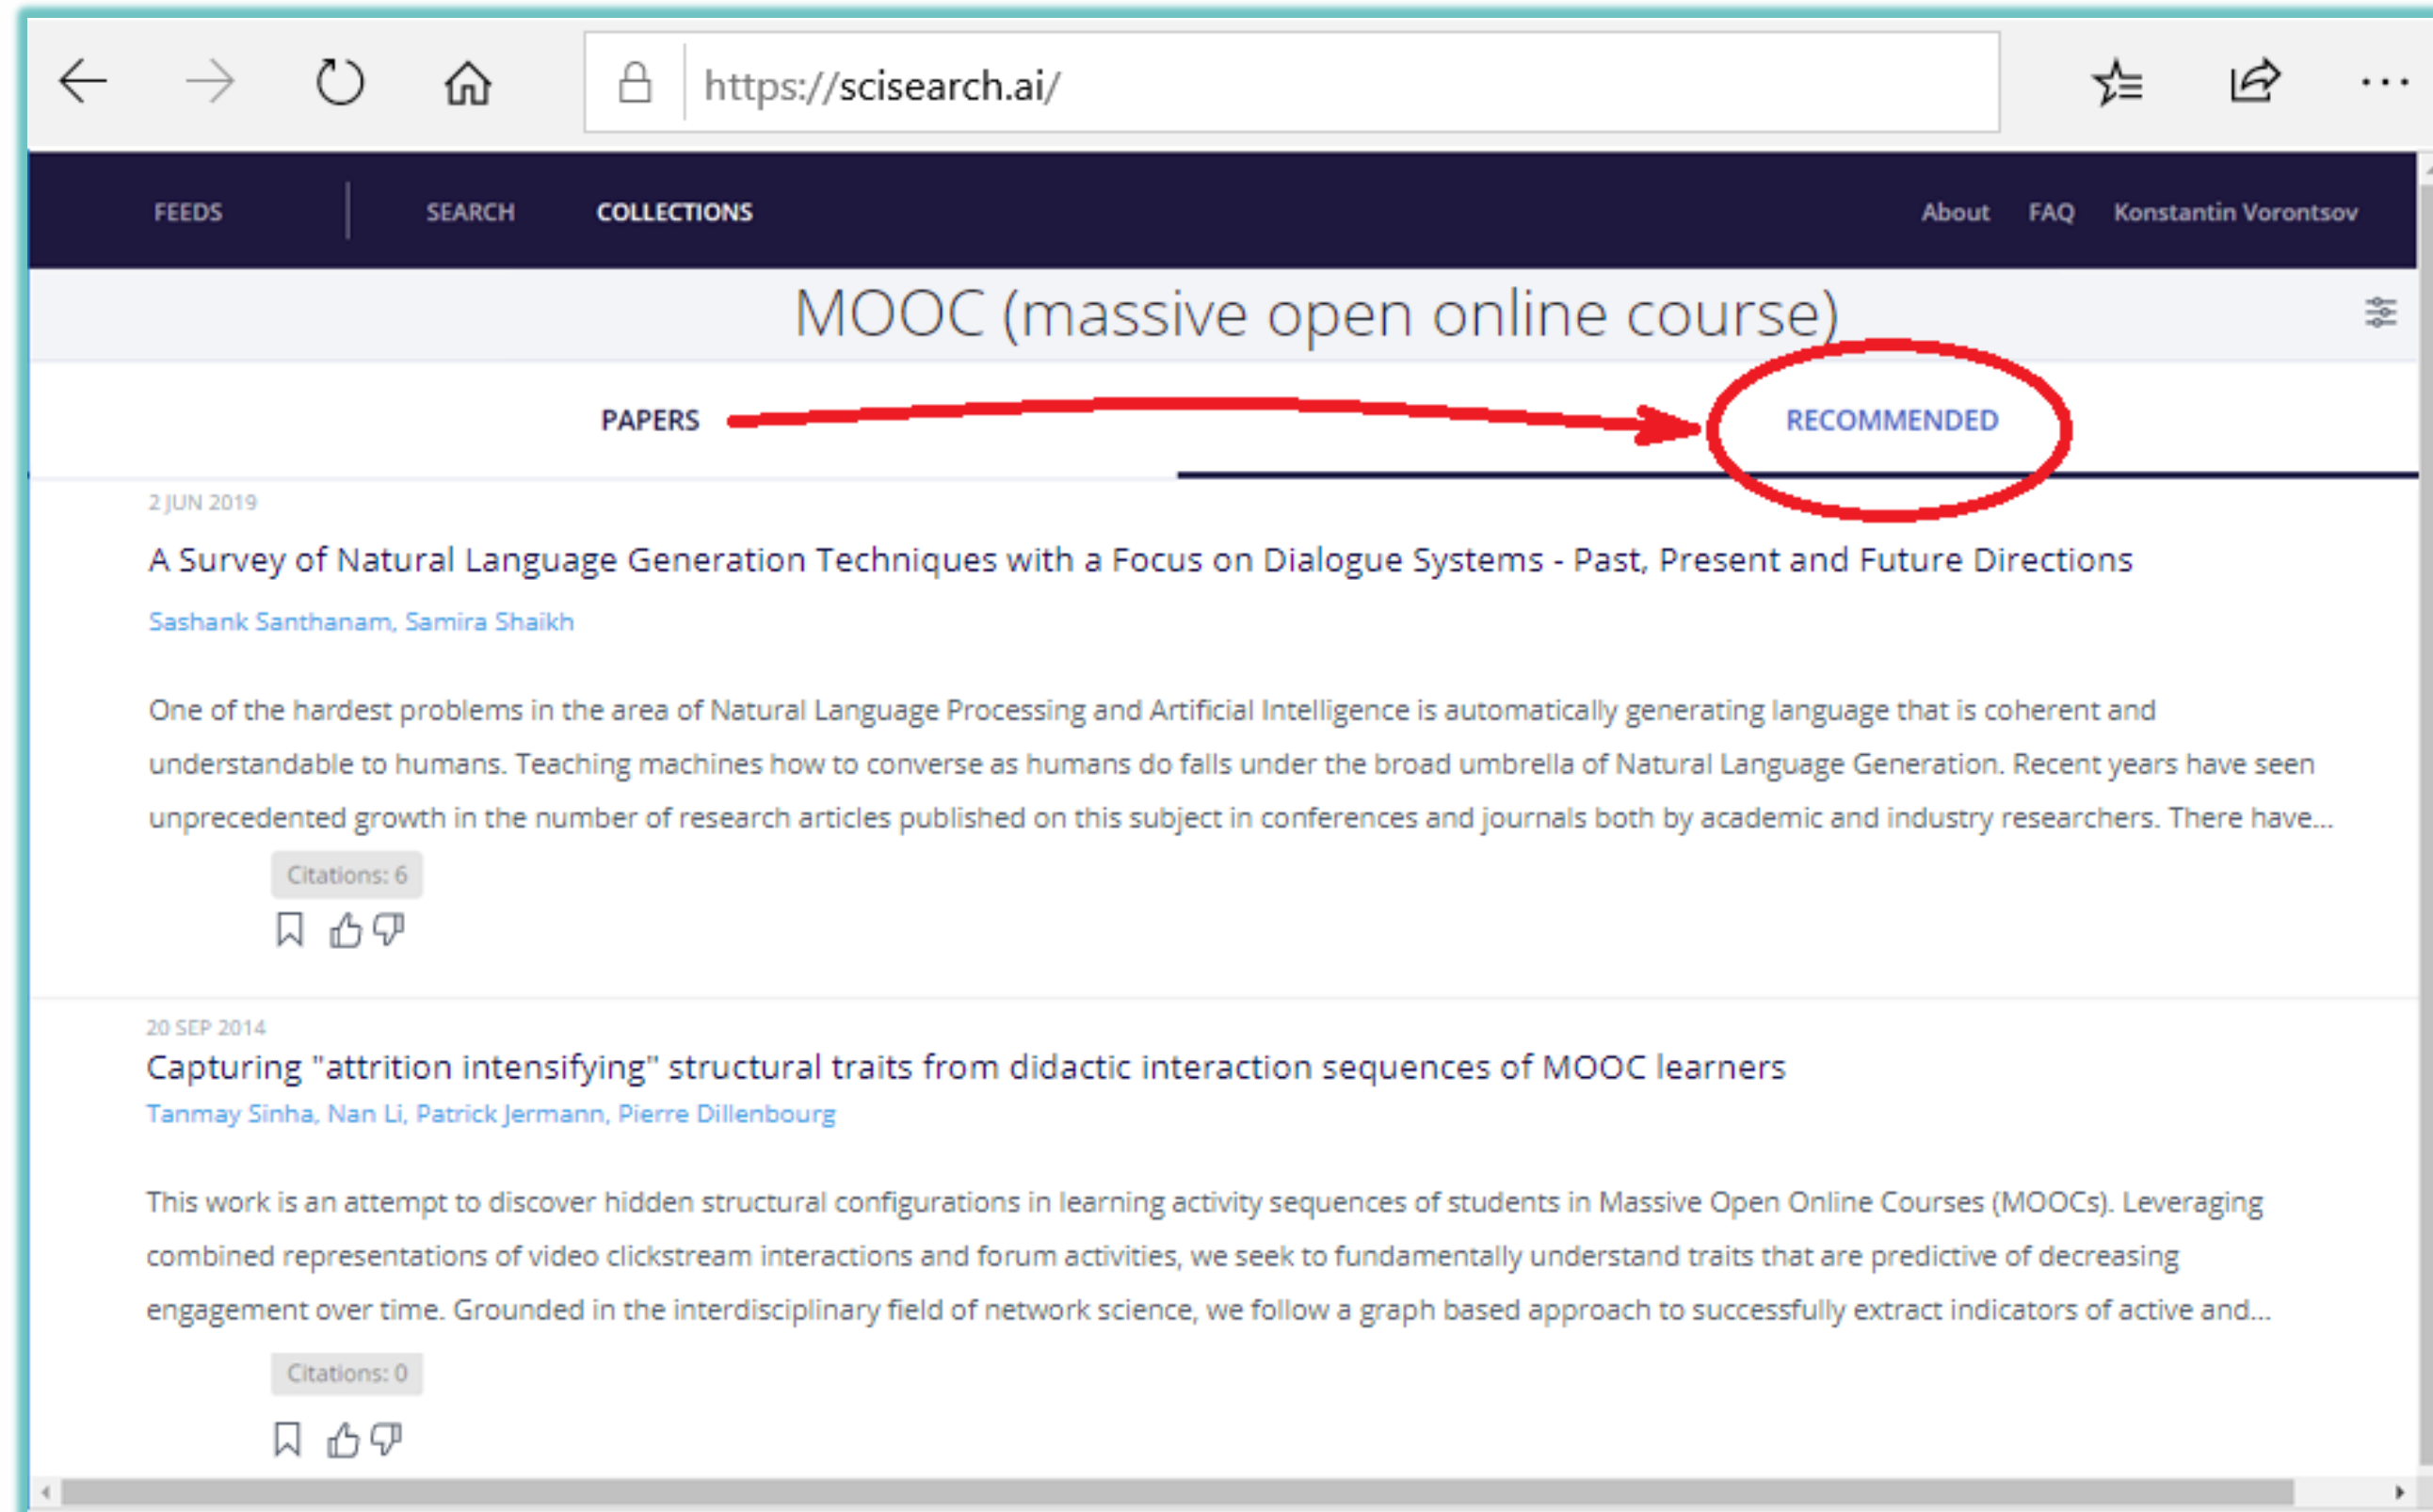 https://scisearch.ai/
FEEDS SEARCH COLLECTIONS About FAQ Konstantin Vorontsov
MOOC (massive open online course)
PAPERS RECOMMENDED
2 JUN 2019
A Survey of Natural Language Generation Techniques with a Focus on Dialogue Systems - Past, Present and Future Directions
Sashank Santhanam, Samira Shaikh
One of the hardest problems in the area of Natural Language Processing and Artificial Intelligence is automatically generating language that is coherent and
understandable to humans. Teaching machines how to converse as humans do falls under the broad umbrella of Natural Language Generation. Recent years have seen
unprecedented growth in the number of research articles published on this subject in conferences and journals both by academic and industry researchers. There have...
Citations: 6
20 SEP 2014
Capturing "attrition intensifying" structural traits from didactic interaction sequences of MOOC learners
Tanmay Sinha, Nan Li, Patrick Jermann, Pierre Dillenbourg
This work is an attempt to discover hidden structural configurations in learning activity sequences of students in Massive Open Online Courses (MOOCs). Leveraging
combined representations of video clickstream interactions and forum activities, we seek to fundamentally understand traits that are predictive of decreasing
engagement over time. Grounded in the interdisciplinary field of network science, we follow a graph based approach to successfully extract indicators of active and...
Citations: 0